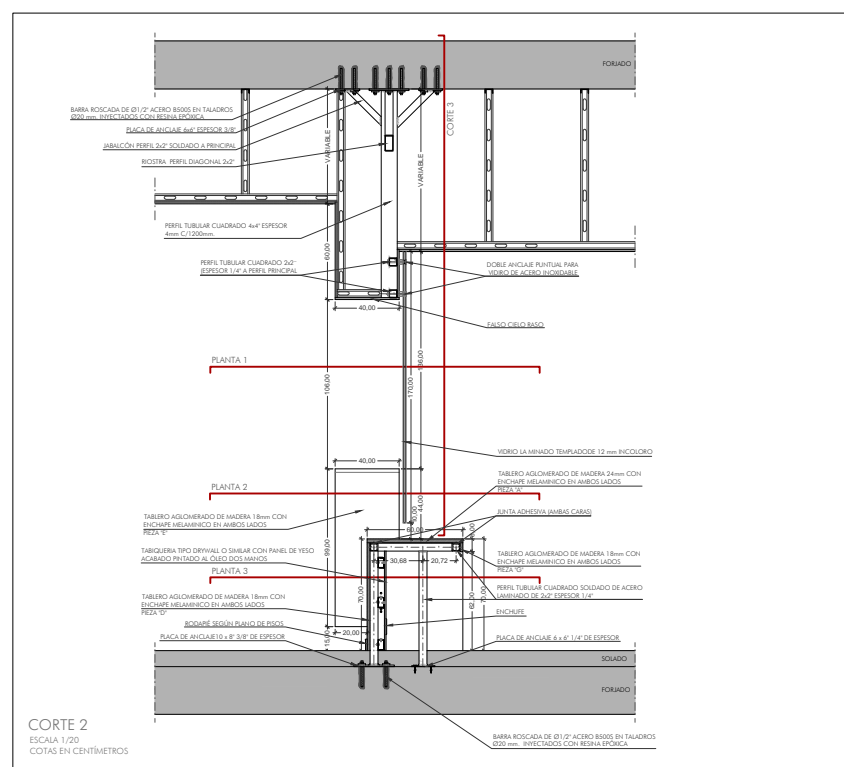 FORJADO
BARRA ROSCADA DE Ø1/2" ACERO B500S EN TALADROS
Ø20 mm. INYECTADOS CON RESINA EPÓXICA
PLACA DE ANCLAJE 6x6" ESPESOR 3/8"
JABALCÓN PERFIL 2x2" SOLDADO A PRINCIPAL
RIOSTRA PERFIL DIAGONAL 2x2"
VARIABLE
VARIABLE
CORTE 3
PERFIL TUBULAR CUADRADO 4x4" ESPESOR
4mm C/1200mm.
60,00
PERFIL TUBULAR CUADRADO 2x2"
(ESPESOR 1/4" A PERFIL PRINCIPAL
DOBLE ANCLAJE PUNTUAL PARA
VIDIRO DE ACERO INOXIDABLE
40,00
FALSO CIELO RASO
PLANTA 1
106,00
170,00
136,00
VIDRIO LA MINADO TEMPLADODE 12 mm INCOLORO
40,00
TABLERO AGLOMERADO DE MADERA 24mm CON
ENCHAPE MELAMINICO EN AMBOS LADOS
PIEZA "A"
PLANTA 2
44,00
TABLERO AGLOMERADO DE MADERA 18mm CON
ENCHAPE MELAMINICO EN AMBOS LADOS
PIEZA "E"
JUNTA ADHESIVA (AMBAS CARAS)
60,00
99,00
TABIQUERIA TIPO DRYWALL O SIMILAR CON PANEL DE YESO
ACABADO PINTADO AL ÓLEO DOS MANOS
TABLERO AGLOMERADO DE MADERA 18mm CON
ENCHAPE MELAMINICO EN AMBOS LADOS
PIEZA "G"
30,68
20,72
PLANTA 3
70,00
62,00
70,00
PERFIL TUBULAR CUADRADO SOLDADO DE ACERO
LAMINADO DE 2x2" ESPESOR 1/4"
TABLERO AGLOMERADO DE MADERA 18mm CON
ENCHAPE MELAMINICO EN AMBOS LADOS
PIEZA "D"
ENCHUFE
RODAPIÉ SEGÚN PLANO DE PISOS
20,00
15,00
PLACA DE ANCLAJE10 x 8" 3/8" DE ESPESOR
PLACA DE ANCLAJE 6 x 6" 1/4" DE ESPESOR
SOLADO
FORJADO
CORTE 2
ESCALA 1/20
COTAS EN CENTÍMETROS
BARRA ROSCADA DE Ø1/2" ACERO B500S EN TALADROS
Ø20 mm. INYECTADOS CON RESINA EPÓXICA